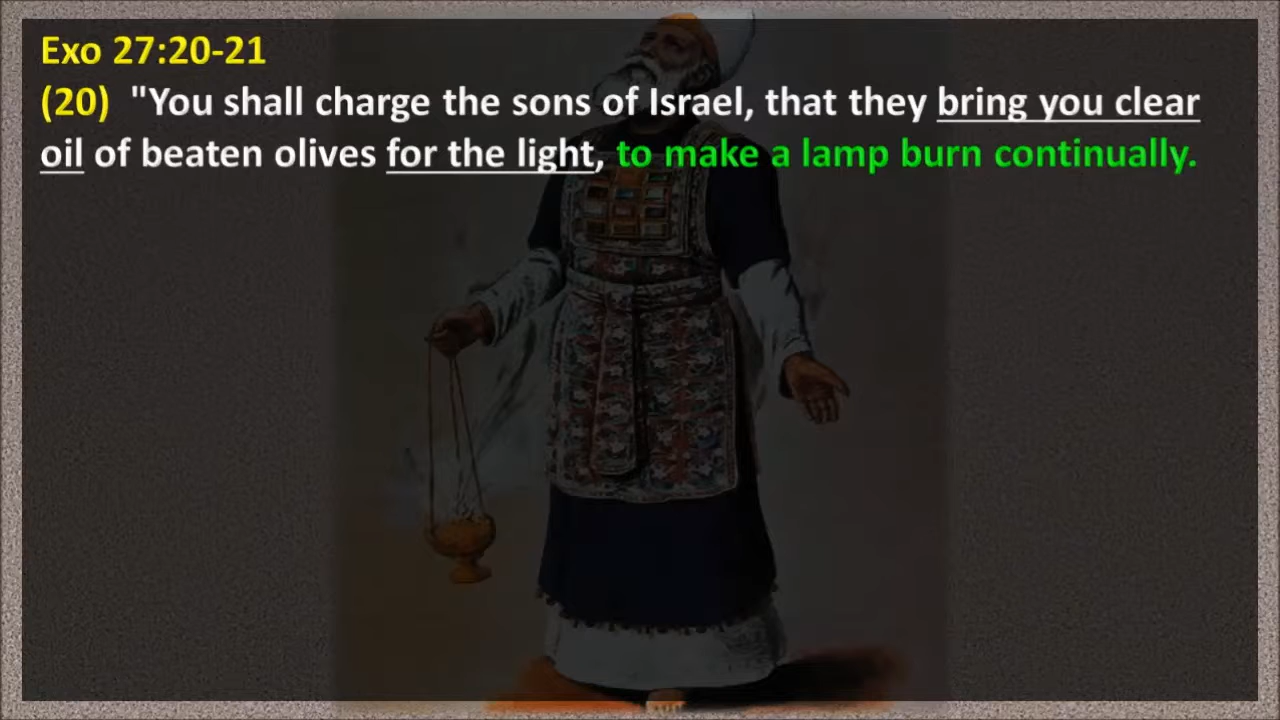 Exo 27:20-21
(20) "You shall charge the sons of Israel, that they bring you clear
oil of beaten olives for the light, to make a lamp burn continually.